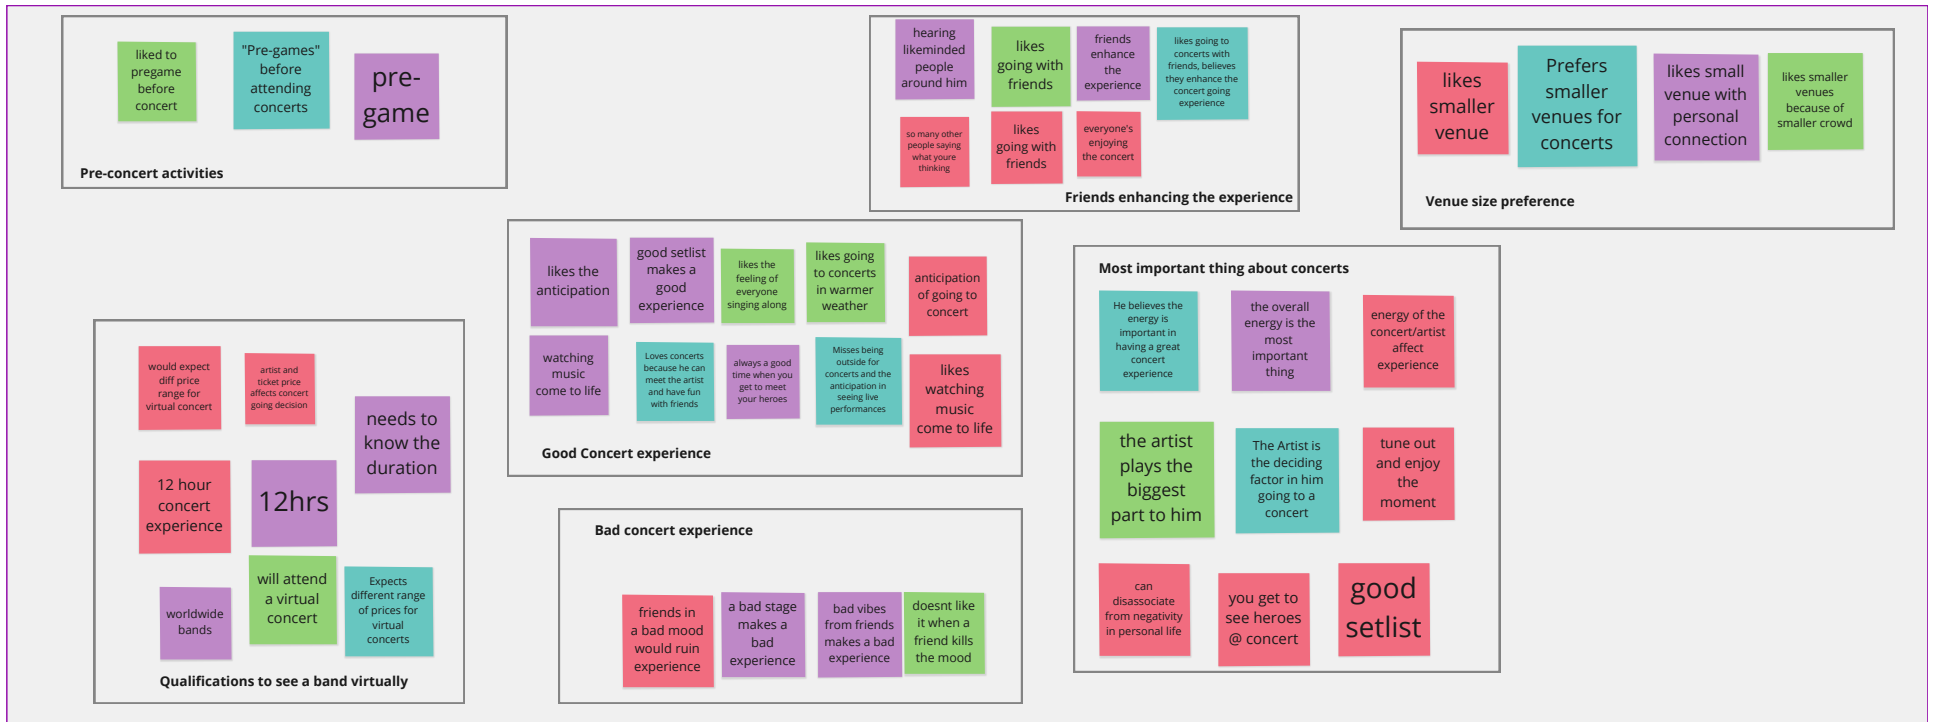 liked to
pregame
before
concert
"Pre-games"
before
attending
concerts
pre-
game
Pre-concert activities
hearing
likeminded
people
around him
likes
going with
friends
friends
enhance
the
experience
likes going to
concerts with
friends, believes
they enhance the
concert going
experience
so many other
people saying
what youre
thinking
likes
going with
friends
everyone's
enjoying
the concert
Friends enhancing the experience
likes
smaller
venue
Prefers
smaller
venues for
concerts
likes small
venue with
personal
connection
likes smaller
venues
because of
smaller crowd
Venue size preference
likes the
anticipation
good setlist
makes a
good
experience
likes the
feeling of
everyone
singing along
likes going
to concerts
in warmer
weather
anticipation
of going to
concert
watching
music
come to life
Loves concerts
because he can
meet the artist
and have fun
with friends
always a good
time when you
get to meet
your heroes
Misses being
outside for
concerts and the
anticipation in
seeing live
performances
likes
watching
music
come to life
Good Concert experience
Most important thing about concerts
He believes the
energy is
important in
having a great
concert
experience
the overall
energy is the
most
important
thing
energy of the
concert/artist
affect
experience
the artist
plays the
biggest
part to him
The Artist is
the deciding
factor in him
going to a
concert
tune out
and enjoy
the
moment
can
disassociate
from negativity
in personal life
you get to
see heroes
@ concert
good
setlist
would expect
diff price
range for
virtual concert
artist and
ticket price
affects concert
going decision
needs to
know the
duration
12 hour
concert
experience
12hrs
worldwide
bands
will attend
a virtual
concert
Expects
different range
of prices for
virtual
concerts
Qualifications to see a band virtually
Bad concert experience
friends in
a bad mood
would ruin
experience
a bad stage
makes a
bad
experience
bad vibes
from friends
makes a bad
experience
doesnt like
it when a
friend kills
the mood